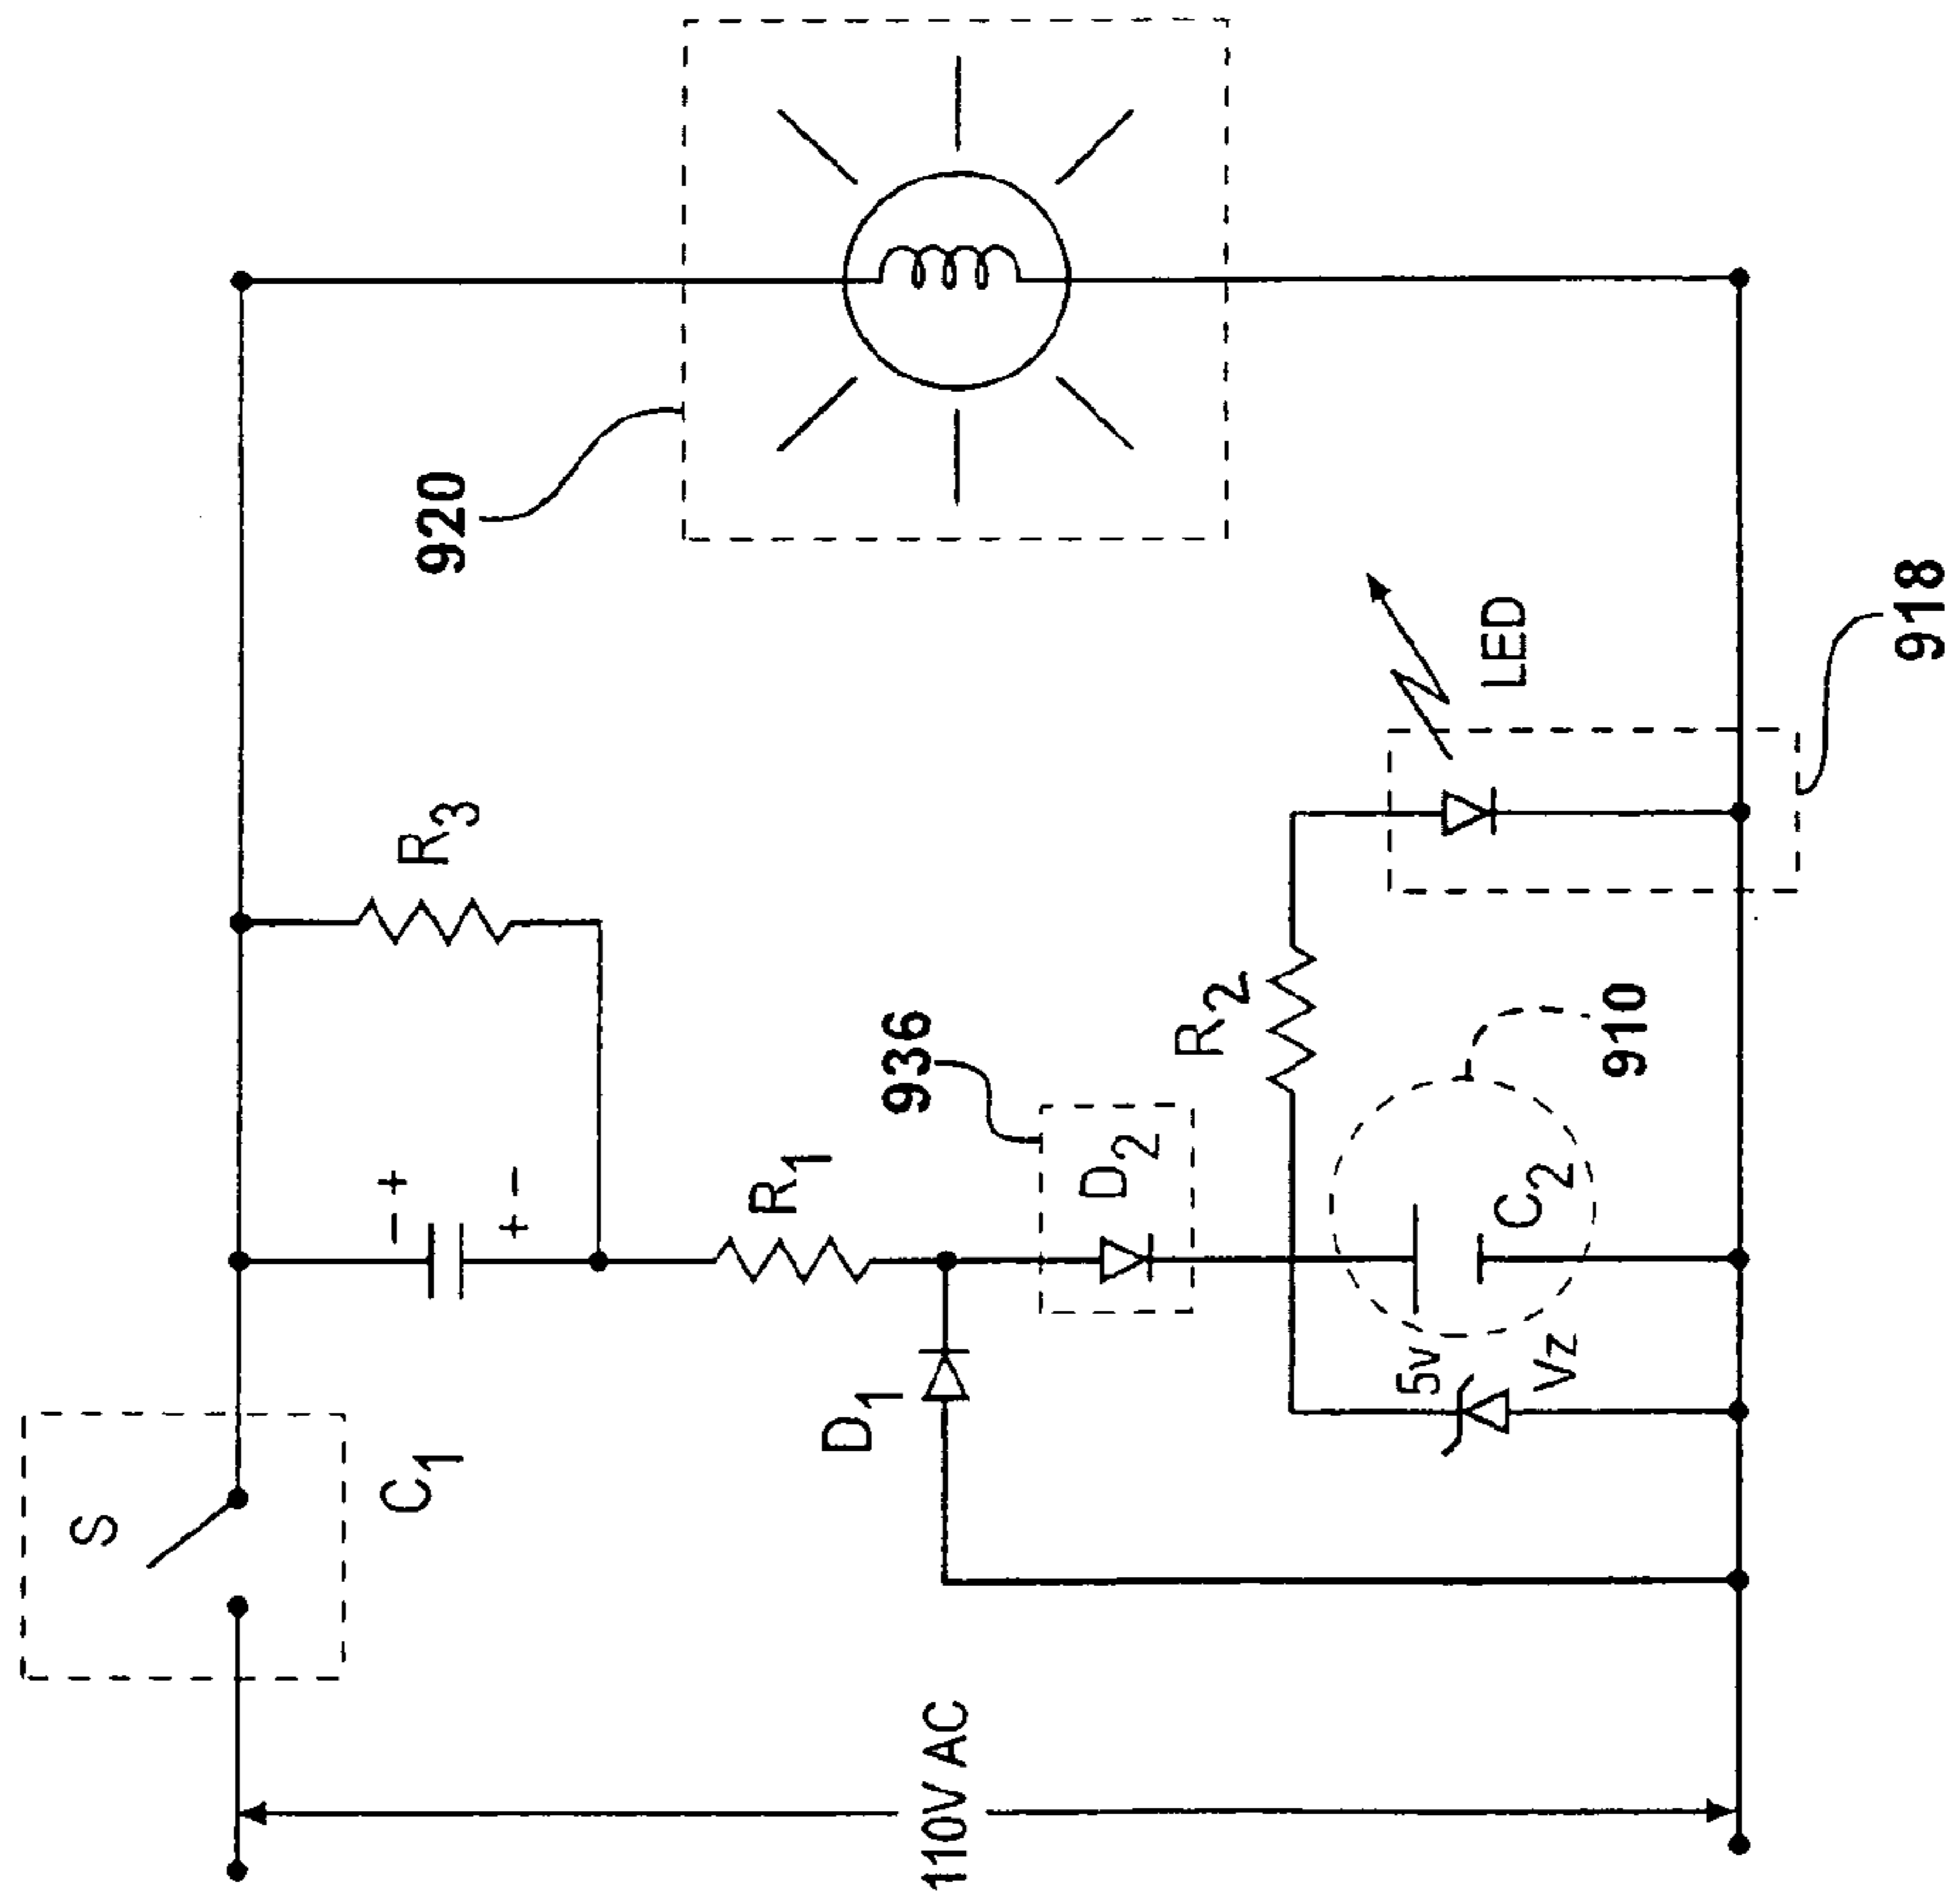 S
C1
- +
+ -
R3
920
110V AC
D1
R1
936
D2
R2
5v
Vz
C2
910
LED
918